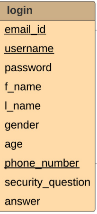 login
email_id
username
password
f_name
l_name
gender
age
phone_number
security_question
answer